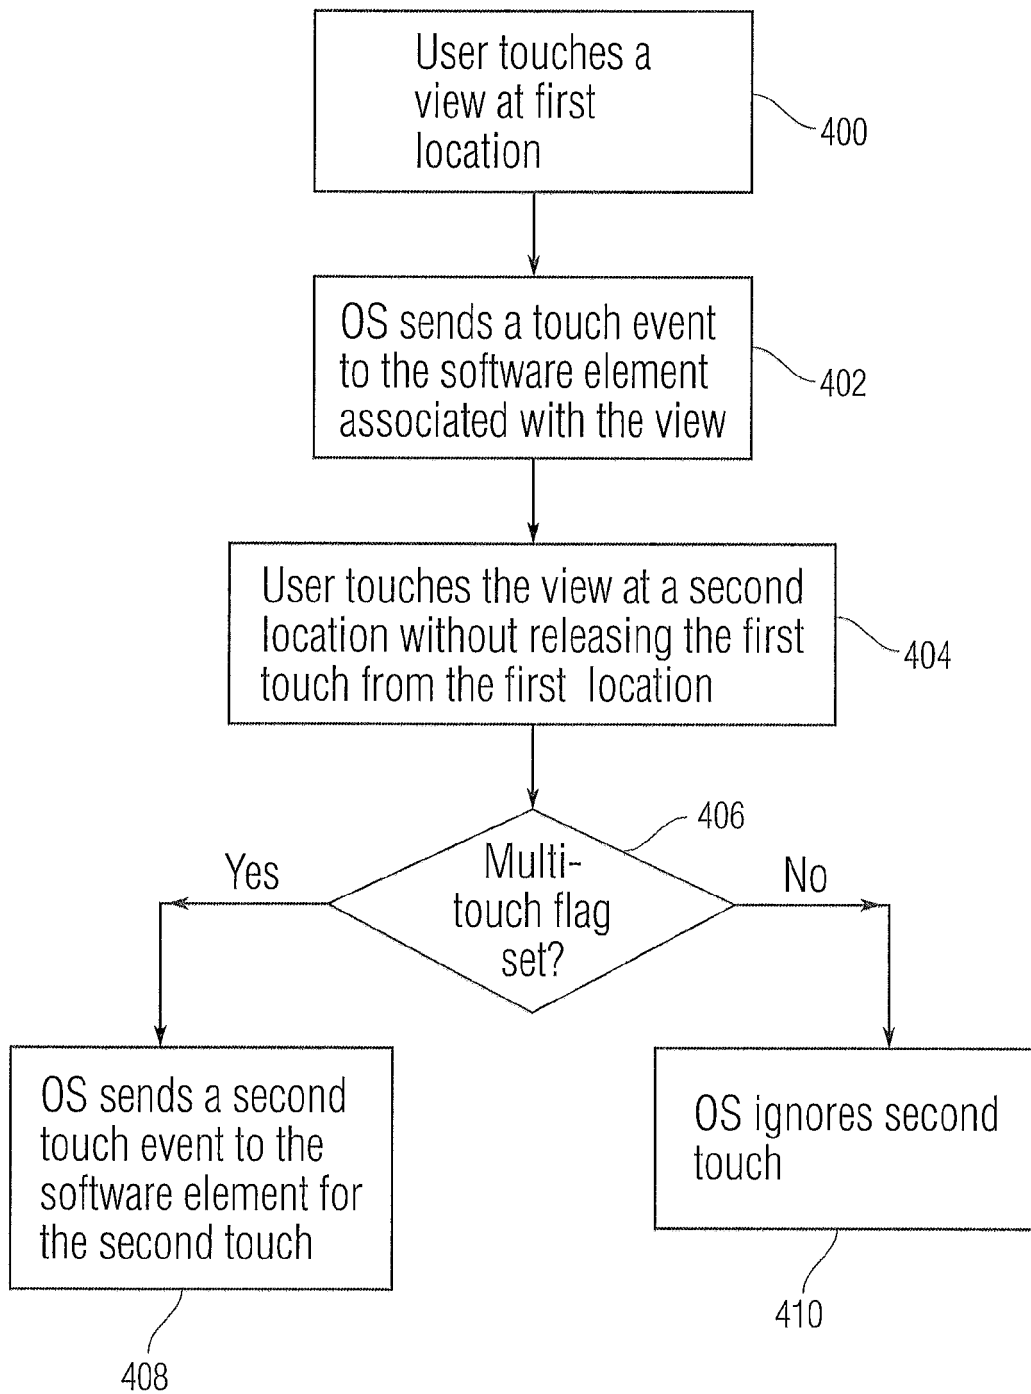 User touches a
view at first
location
400
OS sends a touch event
to the software element
associated with the view
402
User touches the view at a second
location without releasing the first
touch from the first location
404
406
Multi-
touch flag
set?
Yes
No
OS sends a second
touch event to the
software element for
the second touch
408
OS ignores second
touch
410